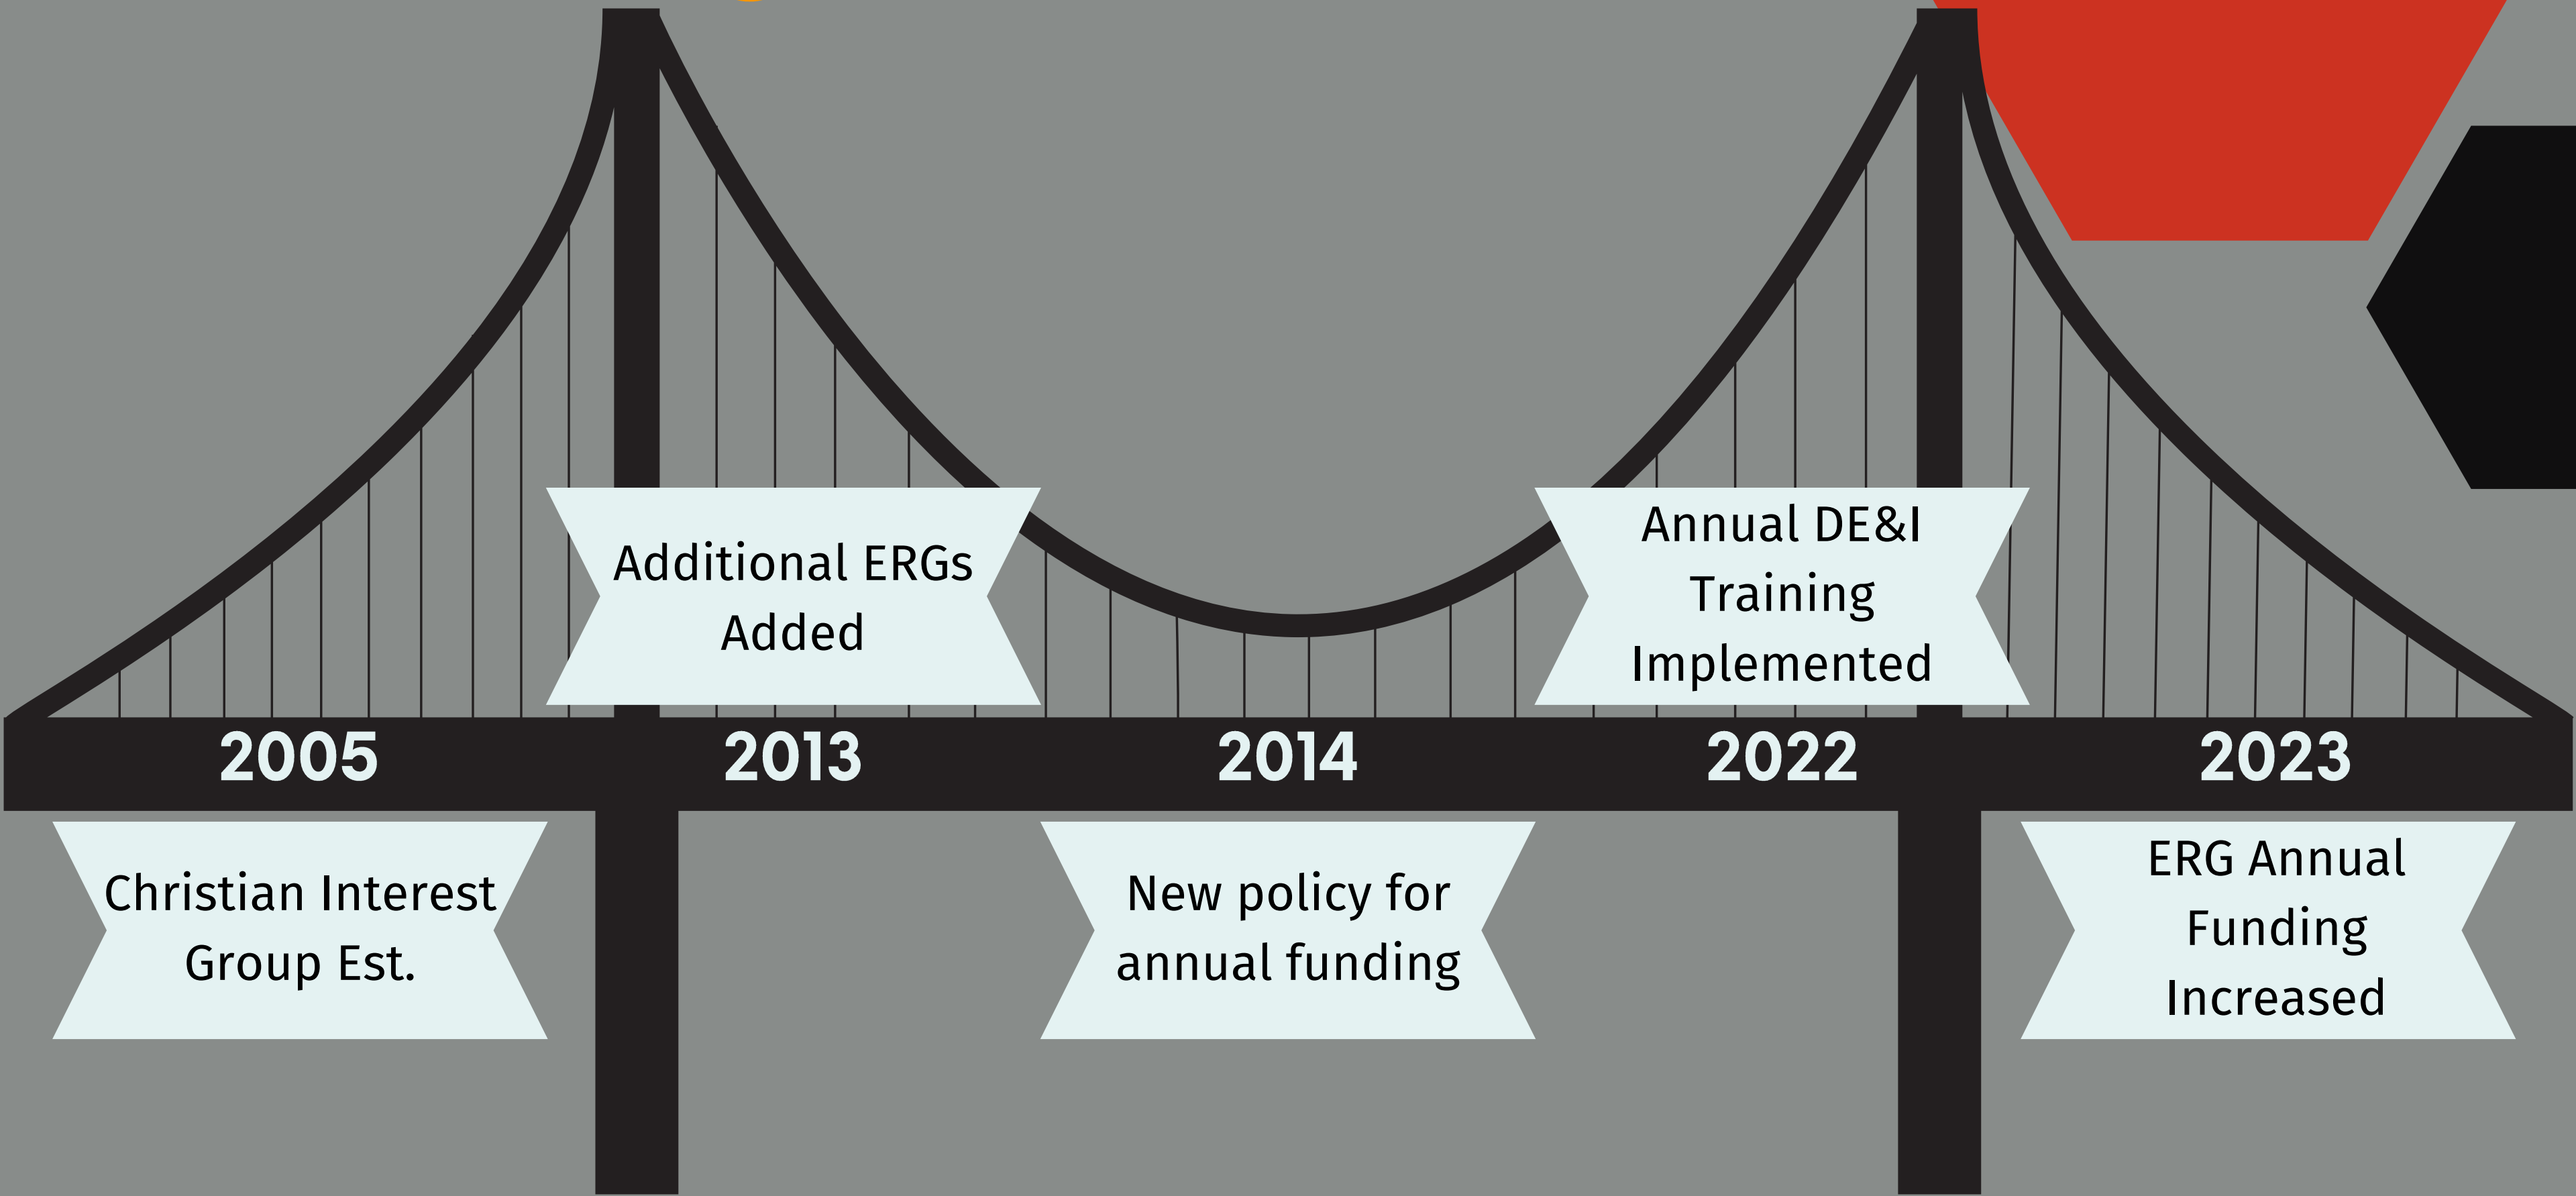 Additional ERGs
Added
Annual DE&I
Training
Implemented
2005
2013
2014
2022
2023
Christian Interest
Group Est.
New policy for
annual funding
ERG Annual
Funding
Increased